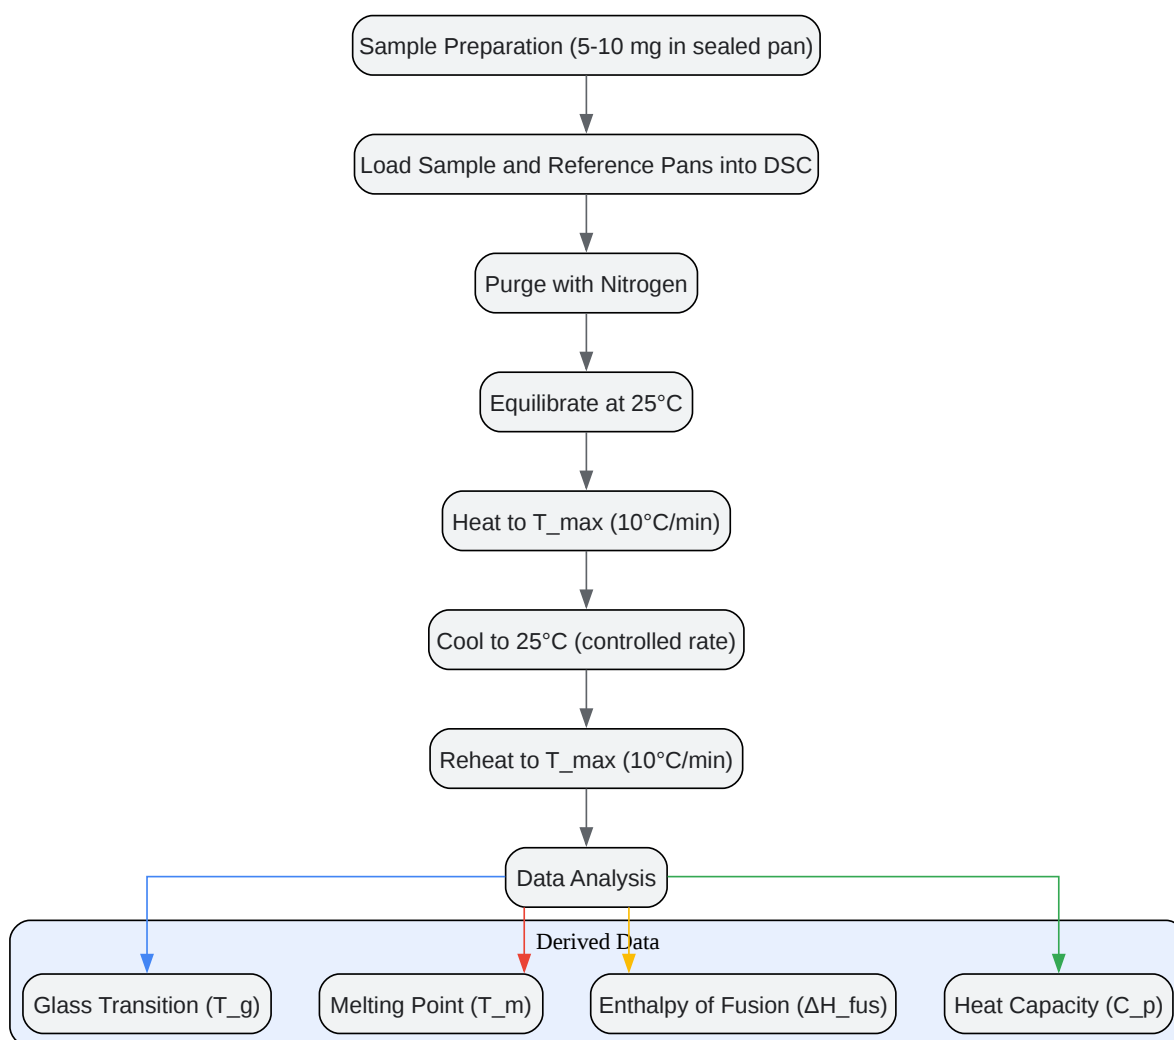 Sample Preparation (5-10 mg in sealed pan)
Load Sample and Reference Pans into DSC
Purge with Nitrogen
Equilibrate at 25°C
Heat to T_max (10°C/min)
Cool to 25°C (controlled rate)
Reheat to T_max (10°C/min)
Data Analysis
Derived Data
Glass Transition (T_g)
Melting Point (T_m)
Enthalpy of Fusion (ΔH_fus)
Heat Capacity (C_p)